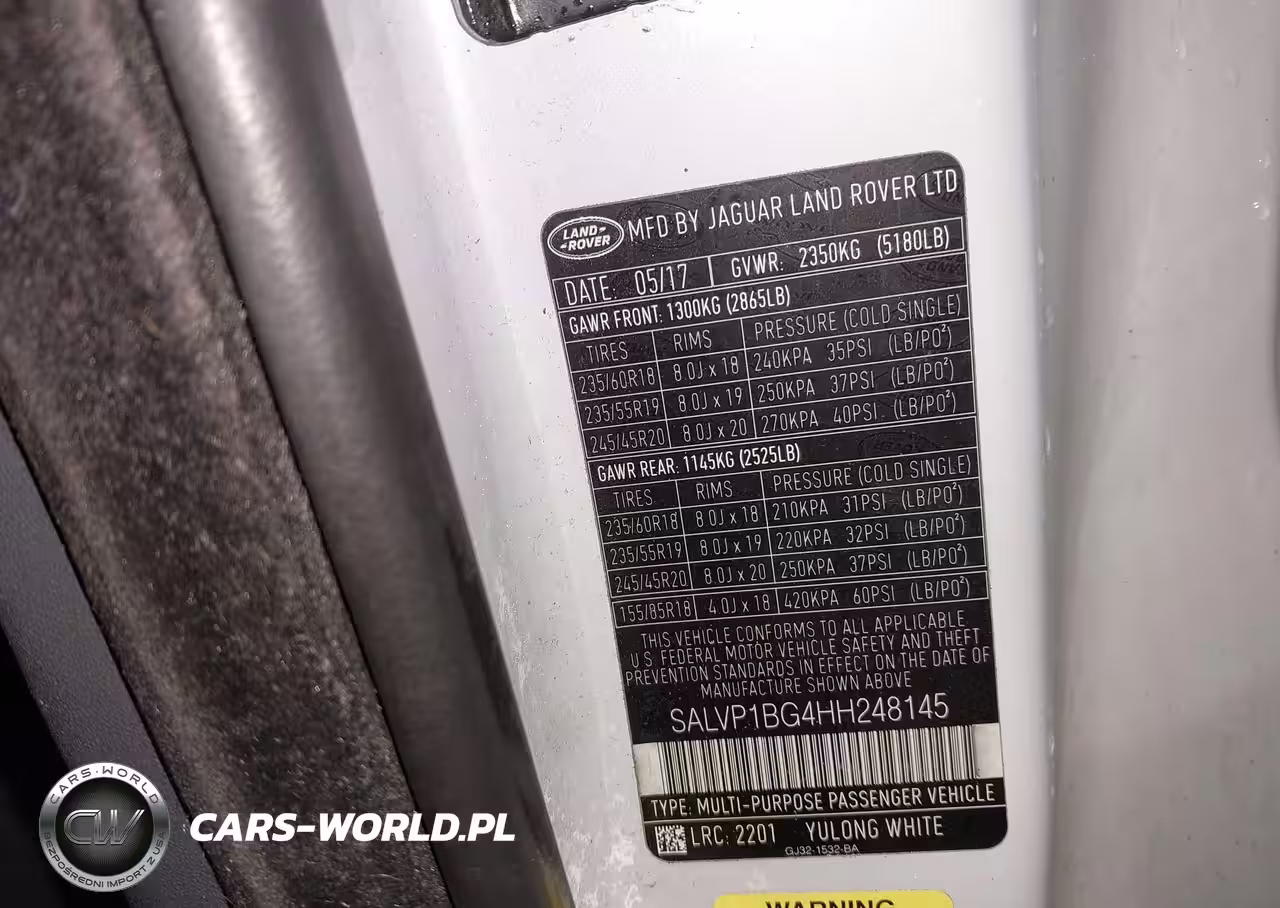 LAND-
-ROVER
MFD BY JAGUAR LAND ROVER LTD
DATE: 05/17 GVWR: 2350KG (5180LB)
GAWR FRONT: 1300KG (2865LB)
TIRES RIMS PRESSURE (COLD SINGLE)
235/60R18 8.0J x 18 240KPA 35PSI (LB/PO²)
235/55R19 8.0J x 19 250KPA 37PSI (LB/PO²)
245/45R20 8.0J x 20 270KPA 40PSI (LB/PO²)
GAWR REAR: 1145KG (2525LB)
TIRES RIMS PRESSURE (COLD SINGLE)
235/60R18 8.0J x 18 210KPA 31PSI (LB/PO²)
235/55R19 8.0J x 19 220KPA 32PSI (LB/PO²)
245/45R20 8.0J x 20 250KPA 37PSI (LB/PO²)
155/85R18 4.0J x 18 420KPA 60PSI (LB/PO²)
THIS VEHICLE CONFORMS TO ALL APPLICABLE
U.S. FEDERAL MOTOR VEHICLE SAFETY AND THEFT
PREVENTION STANDARDS IN EFFECT ON THE DATE OF
MANUFACTURE SHOWN ABOVE
SALVP1BG4HH248145
TYPE: MULTI-PURPOSE PASSENGER VEHICLE
LRC: 2201 YULONG WHITE
GJ32-1532-BA
WARNING
CARS-WORLD
CW
BEZPOŚREDNI IMPORT Z USA
CARS-WORLD.PL